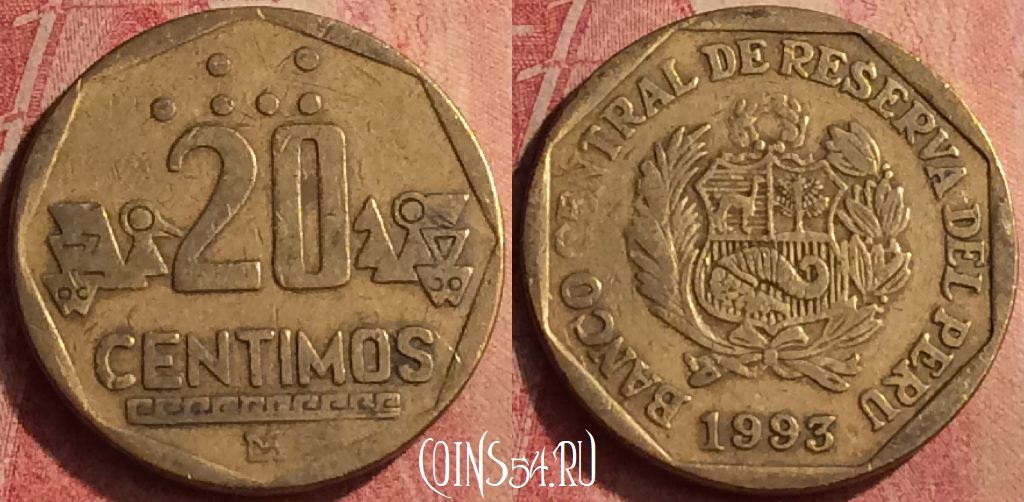 20
CENTIMOS
BANCO CENTRAL DE RESERVA DEL PERU
1993
COINS54.RU